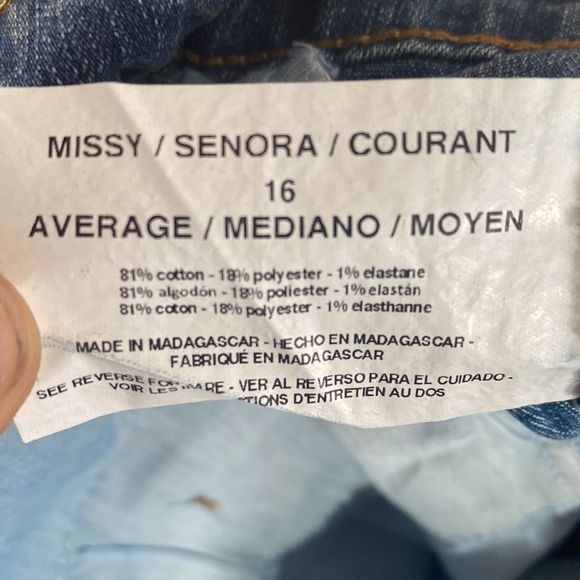 MISSY / SENORA / COURANT
16
AVERAGE / MEDIANO / MOYEN
81% cotton - 18% polyester - 1% elastane
81% algodón - 18% poliester - 1% elastán
81% coton - 18% polyester - 1% elasthanne
MADE IN MADAGASCAR - HECHO EN MADAGASCAR -
FABRIQUÉ EN MADAGASCAR
SEE REVERSE - VER AL REVERSO PARA EL CUIDADO -
VOIR D'ENTRETIEN AU DOS